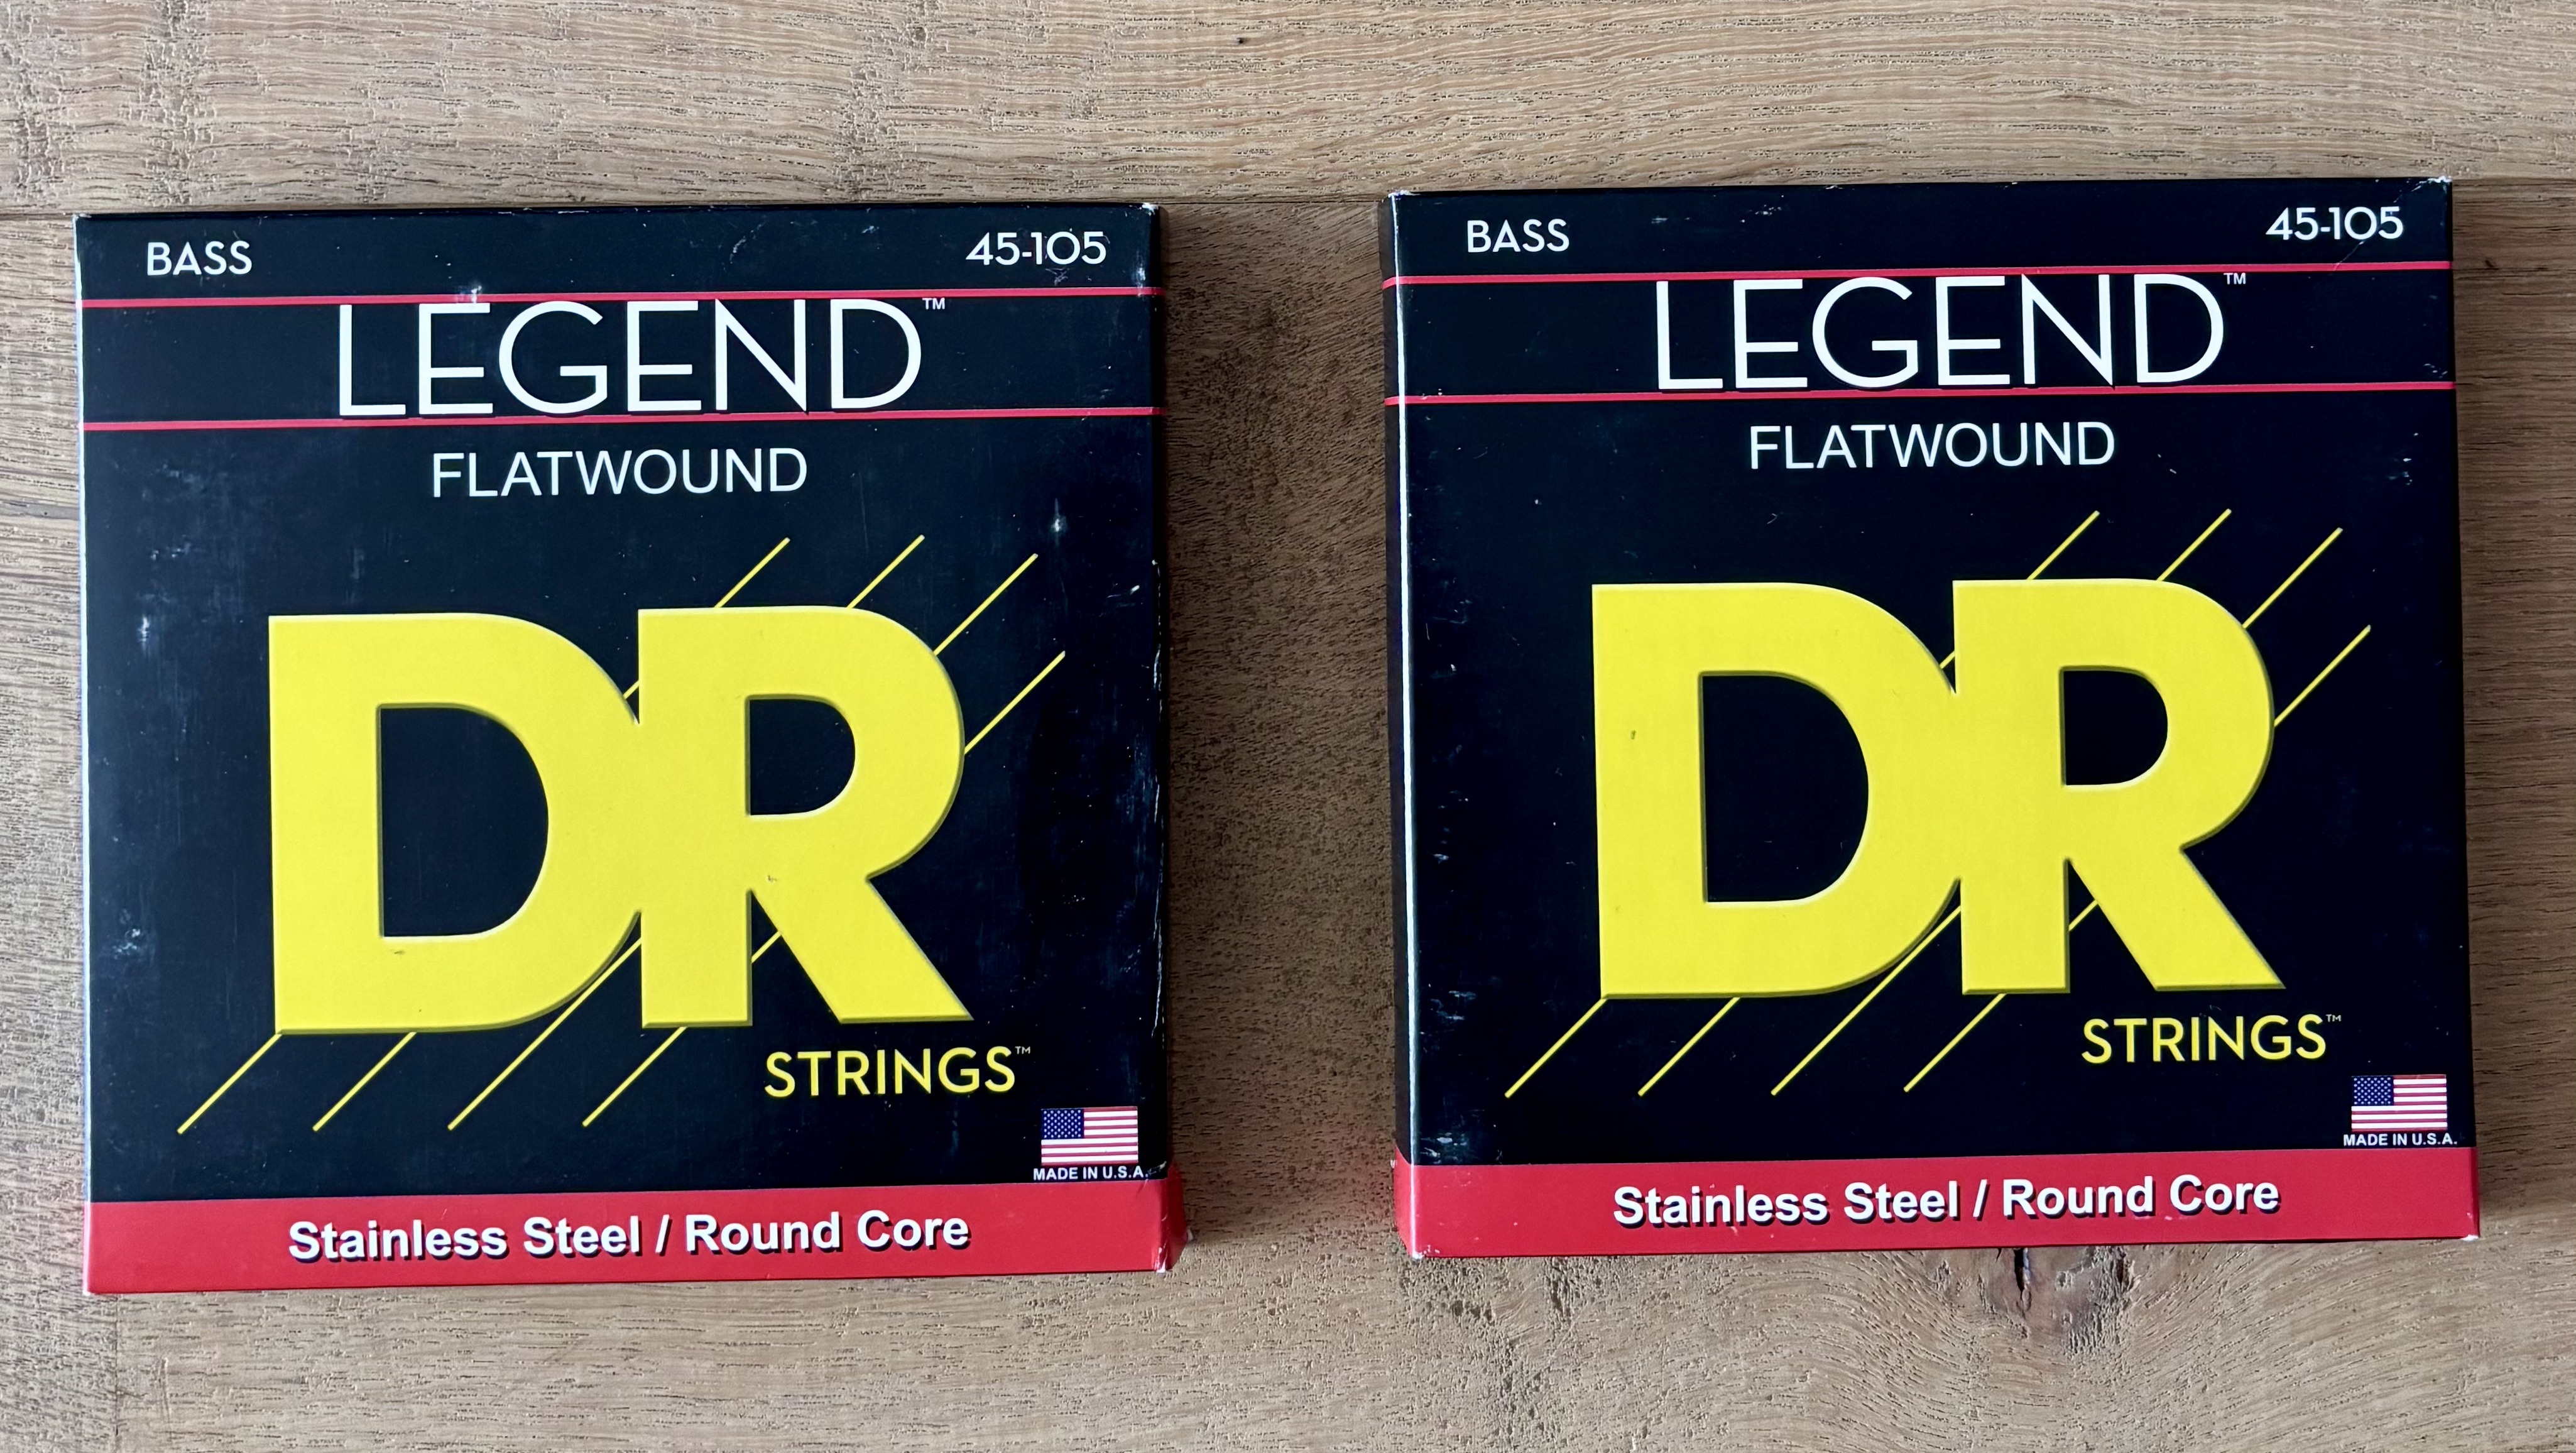 BASS 45-105
LEGEND™
FLATWOUND
DR
STRINGS™
MADE IN U.S.A.
Stainless Steel / Round Core
BASS 45-105
LEGEND™
FLATWOUND
DR
STRINGS™
MADE IN U.S.A.
Stainless Steel / Round Core